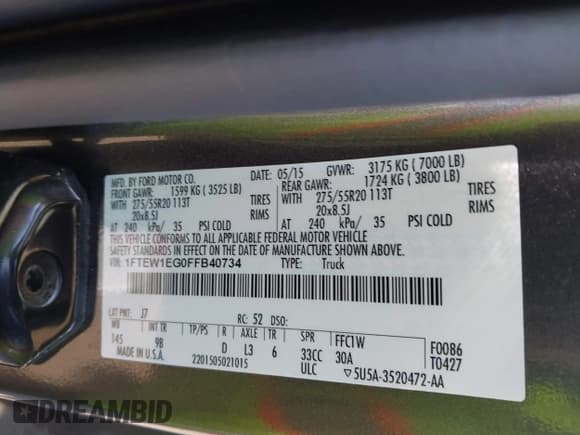 MFD. BY FORD MOTOR CO. DATE: 05/15 GVWR: 3175 KG ( 7000 LB)
FRONT GAWR: 1599 KG ( 3525 LB) REAR GAWR: 1724 KG ( 3800 LB)
WITH 275/55R20 113T TIRES WITH 275/55R20 113T TIRES
20x8.5J RIMS 20x8.5J RIMS
AT 240 kPa/ 35 PSI COLD AT 240 kPa/ 35 PSI COLD
THIS VEHICLE CONFORMS TO ALL APPLICABLE FEDERAL MOTOR VEHICLE
SAFETY STANDARDS IN EFFECT ON THE DATE OF MANUFACTURE SHOWN ABOVE.
VIN: 1FTEW1EG0FFB40734 TYPE: Truck
EXT PNT: J7 RC: 52 DSO:
WB INT TR TP/PS R AXLE TR SPR FFC1W F0086
145 9B D L3 6 33CC 30A T0427
MADE IN U.S.A. 2201505021015 ULC ▽5U5A-3520472-AA
DREAMBID